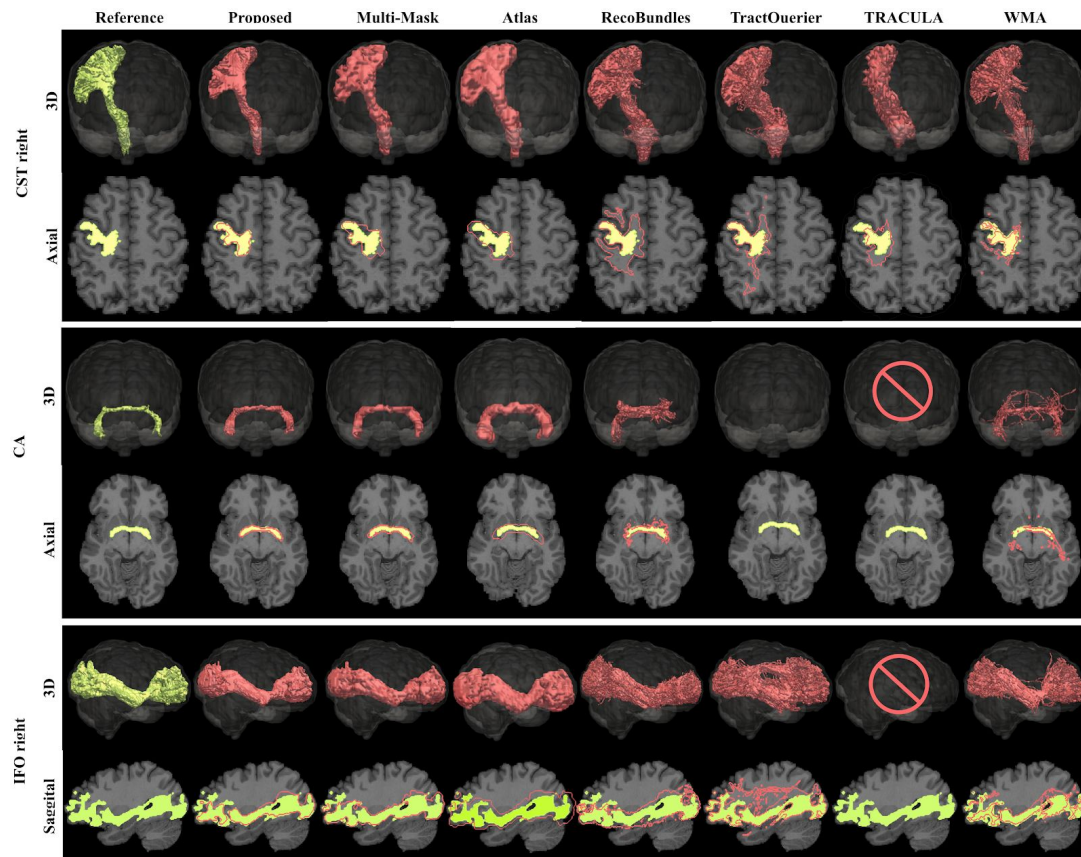 Reference Proposed Multi-Mask Atlas RecoBundles TractOuerier TRACULA WMA
CST right
3D
Axial
CA
3D
Axial
IFO right
3D
Saggital